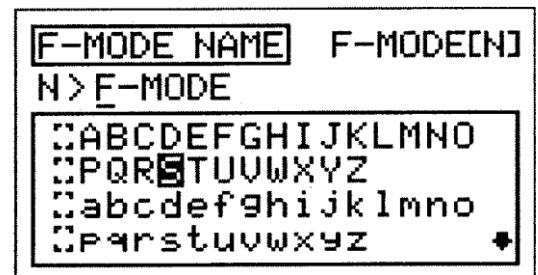 F-MODE NAME F-MODE[N]
N>F-MODE
ABCDEFGHIJKLMNO
PQRSTUVWXYZ
abcdefghijklmno
pqrstuvwxyz